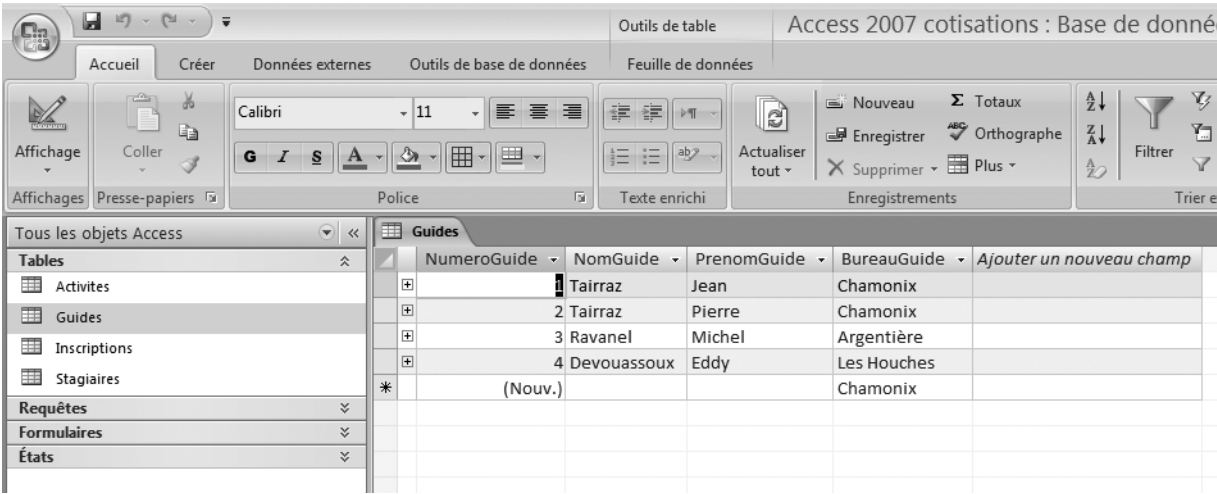 Outils de table Access 2007 cotisations : Base de donné
Accueil Créer Données externes Outils de base de données Feuille de données
Affichage
Coller
Calibri 11
G I S A
Actualiser tout
Nouveau
Enregistrer
Supprimer
Totaux
Orthographe
Plus
Filtrer
Affichages Presse-papiers Police Texte enrichi Enregistrements Trier e
Tous les objets Access
Tables
Activites
Guides
Inscriptions
Stagiaires
Requêtes
Formulaires
États
Guides
NumeroGuide NomGuide PrenomGuide BureauGuide Ajouter un nouveau champ
1 Tairraz Jean Chamonix
2 Tairraz Pierre Chamonix
3 Ravanel Michel Argentière
4 Devouassoux Eddy Les Houches
(Nouv.) Chamonix